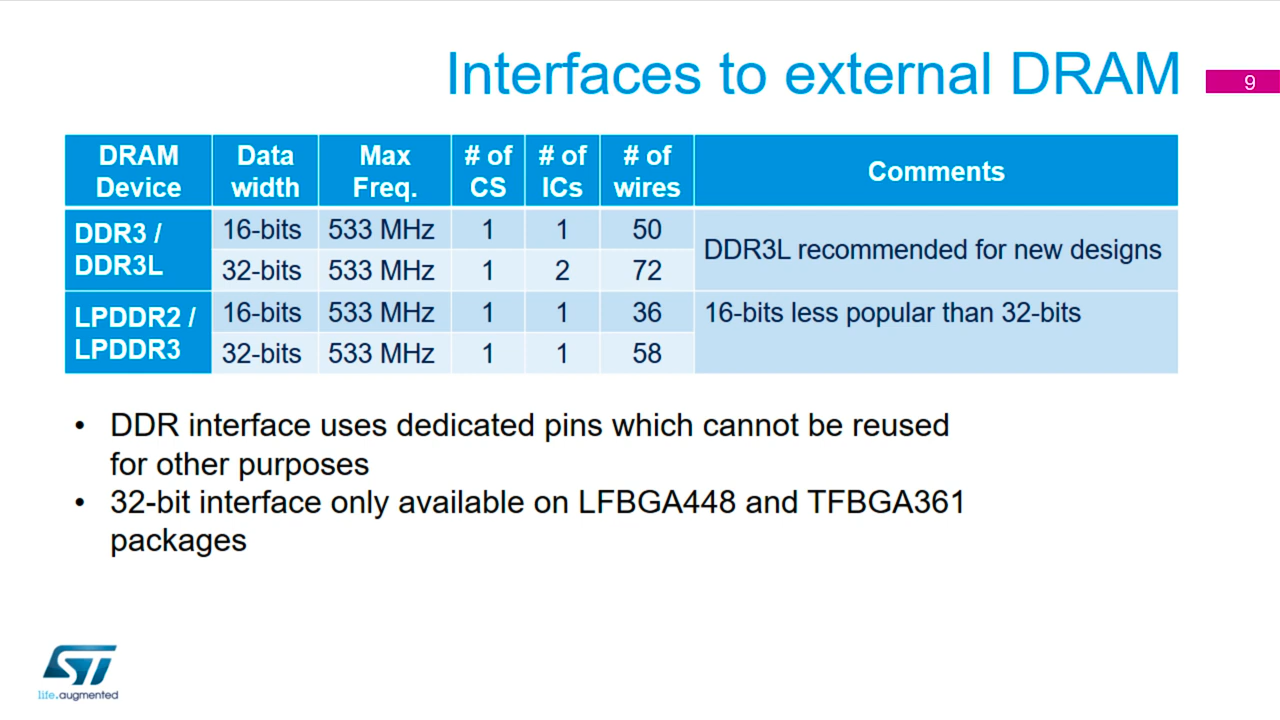 Interfaces to external DRAM
9
DRAM Device | Data width | Max Freq. | # of CS | # of ICs | # of wires | Comments
DDR3 / DDR3L | 16-bits | 533 MHz | 1 | 1 | 50 | DDR3L recommended for new designs
32-bits | 533 MHz | 1 | 2 | 72
LPDDR2 / LPDDR3 | 16-bits | 533 MHz | 1 | 1 | 36 | 16-bits less popular than 32-bits
32-bits | 533 MHz | 1 | 1 | 58
• DDR interface uses dedicated pins which cannot be reused
for other purposes
• 32-bit interface only available on LFBGA448 and TFBGA361
packages
ST
life.augmented